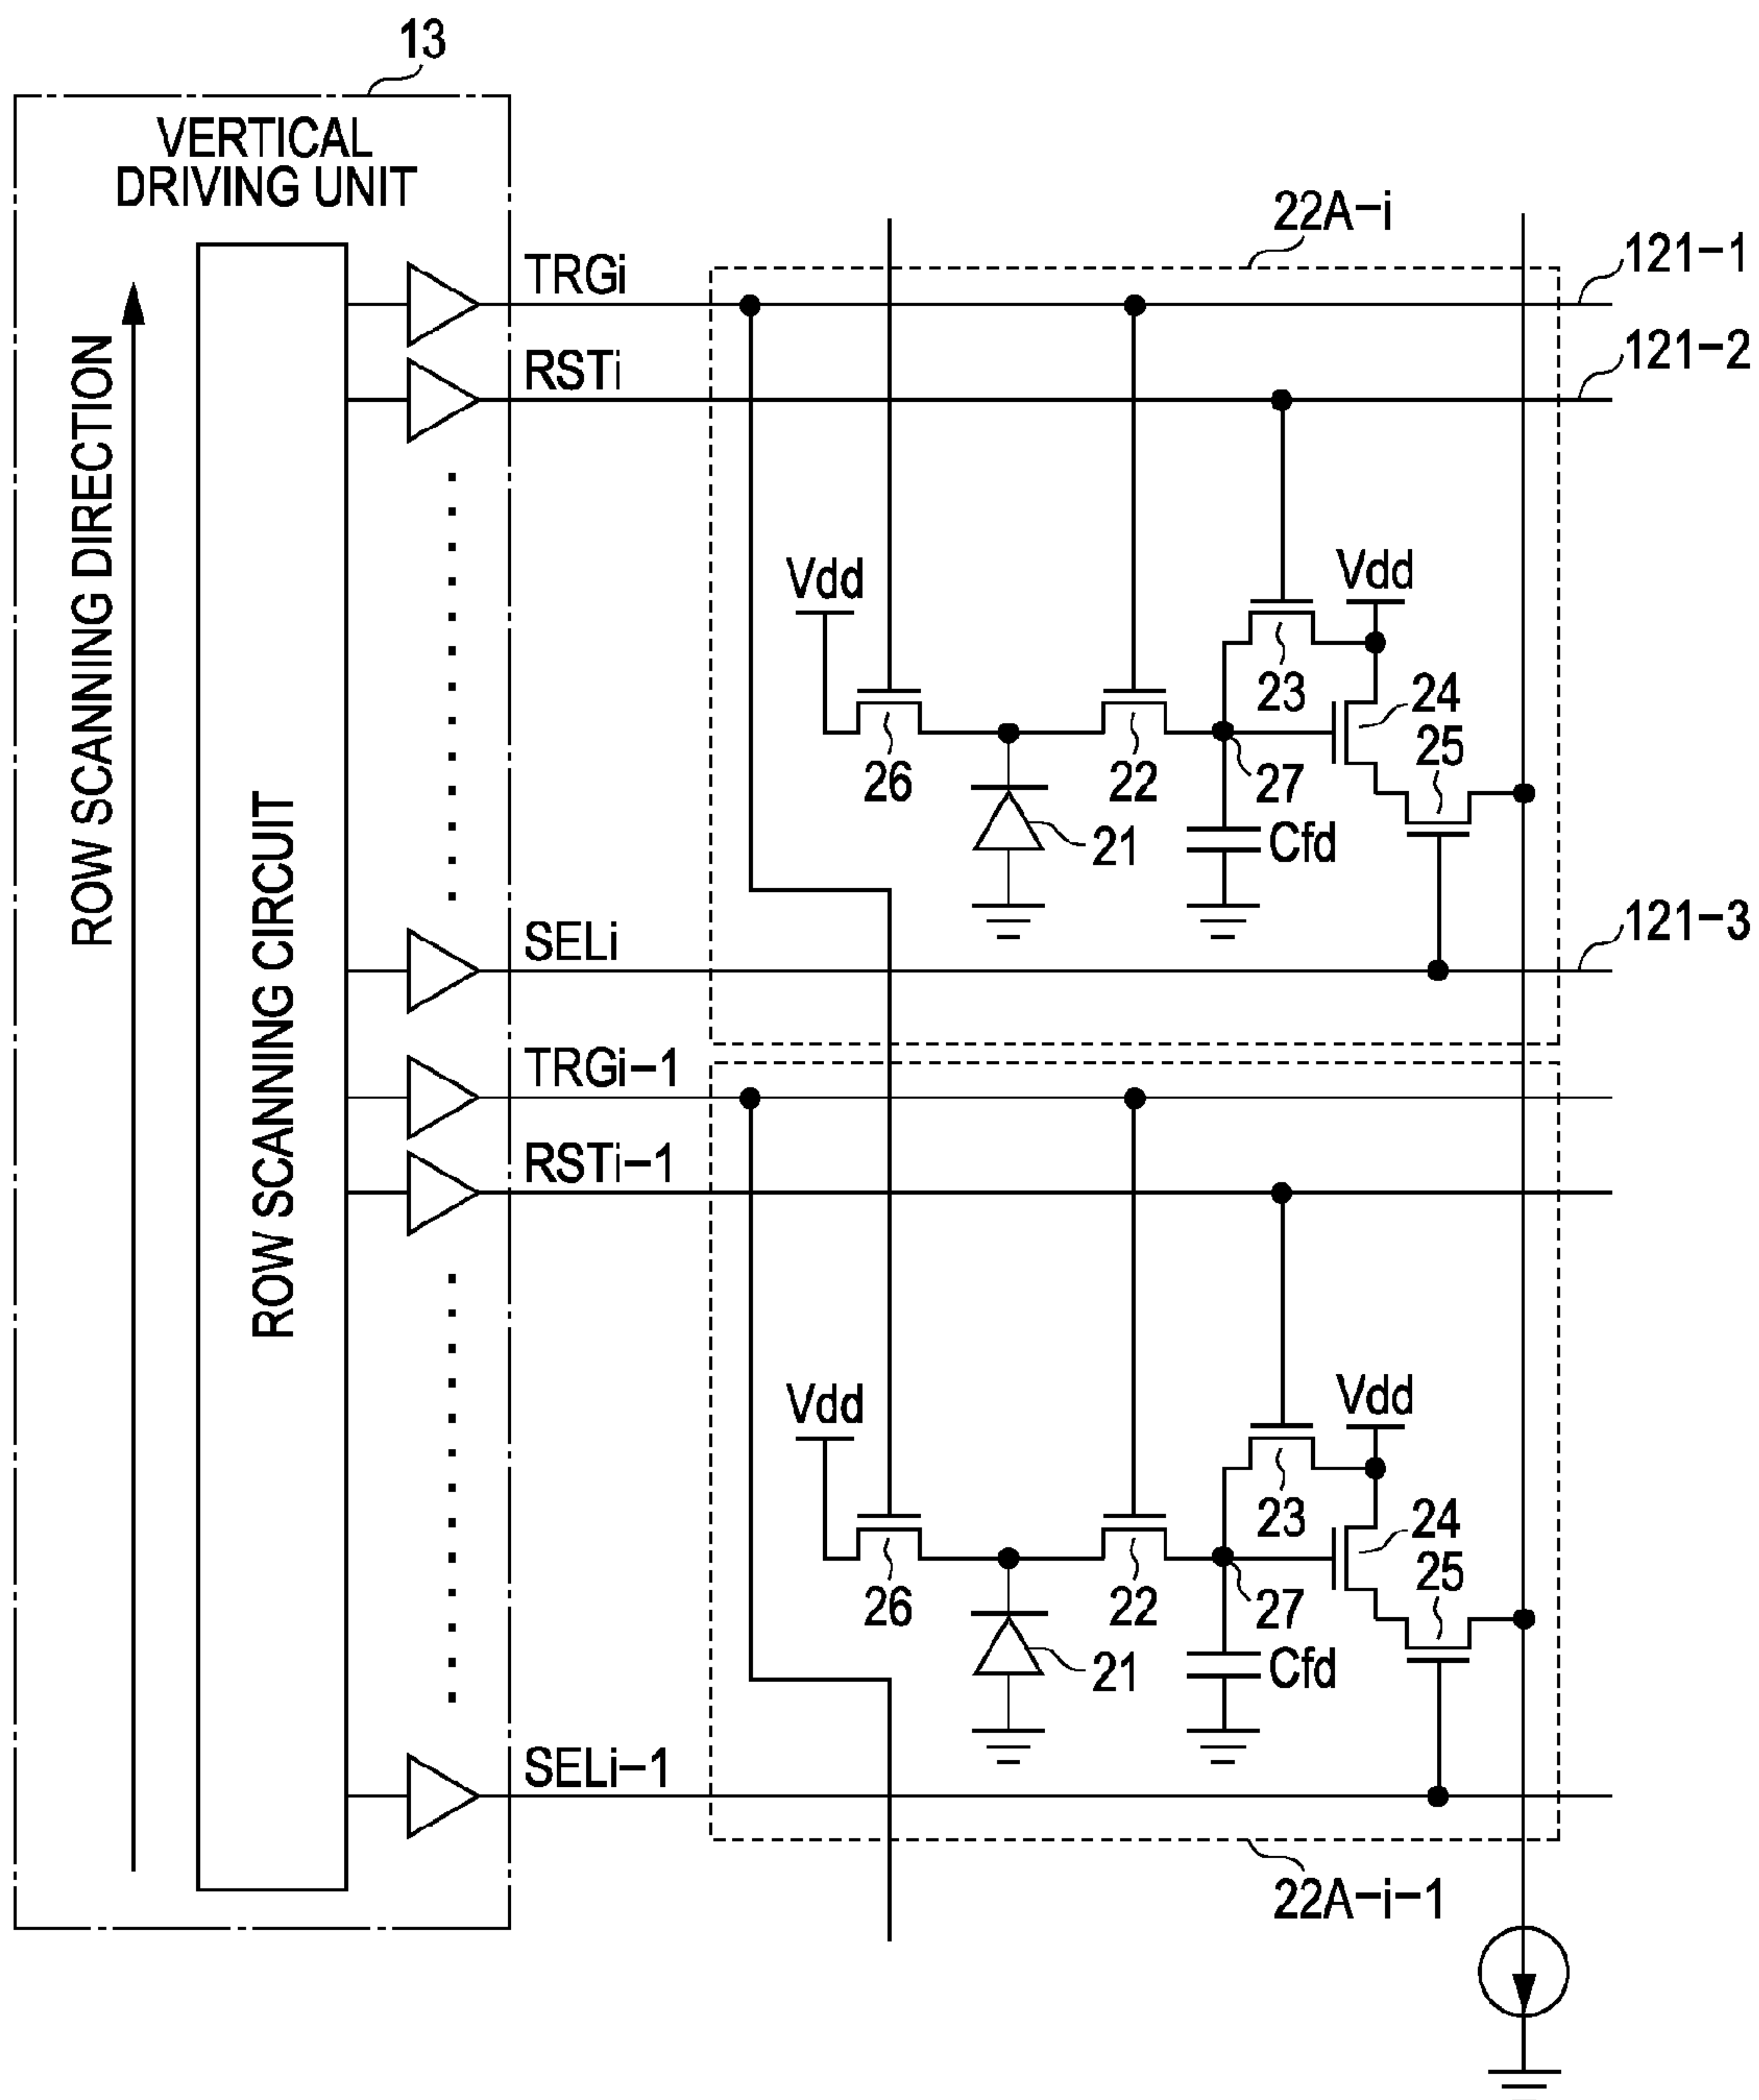 13
VERTICAL
DRIVING UNIT
ROW SCANNING DIRECTION
ROW SCANNING CIRCUIT
22A-i
TRGi
121-1
RSTi
121-2
Vdd
Vdd
23
24
25
26
22
27
21
Cfd
SELi
121-3
TRGi-1
RSTi-1
Vdd
Vdd
23
24
25
26
22
27
21
Cfd
SELi-1
22A-i-1